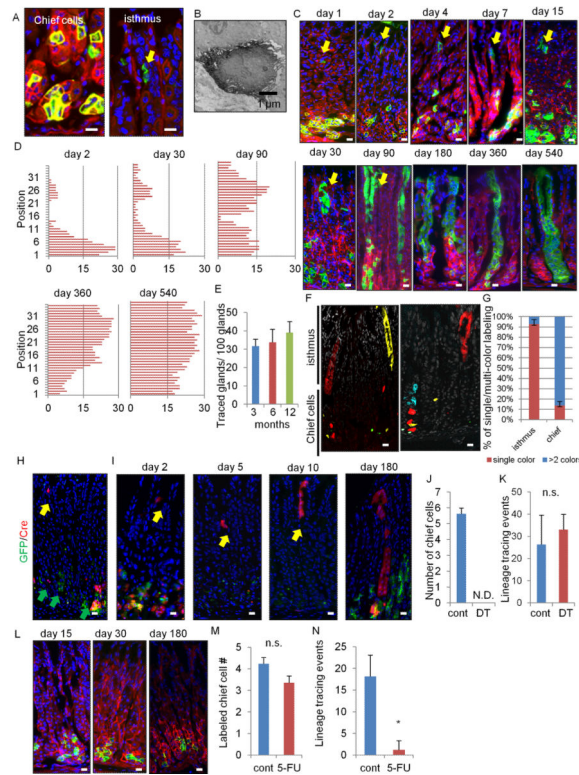 A
Chief cells
isthmus
B
1 µm
C
day 1
day 2
day 4
day 7
day 15
day 30
day 90
day 180
day 360
day 540
D
day 2
day 30
day 90
Position
31
26
21
16
11
6
1
0 15 30
0 15 30
0 15 30
day 360
day 540
Position
31
26
21
16
11
6
1
0 15 30
0 15 30
E
Traced glands/ 100 glands
50
40
30
20
10
0
3 6 12
months
F
isthmus
Chief cells
G
% of single/multi-color labeling
100%
90%
80%
70%
60%
50%
40%
30%
20%
10%
0%
isthmus
chief
single color
>2 colors
H
GFP/Cre
I
day 2
day 5
day 10
day 180
J
Number of chief cells
7
6
5
4
3
2
1
0
N.D.
cont DT
K
Lineage tracing events
50
40
30
20
10
0
n.s.
cont DT
L
day 15
day 30
day 180
M
Labeled chief cell #
5
4
3
2
1
0
n.s.
cont 5-FU
N
Lineage tracing events
25
20
15
10
5
0
*
cont 5-FU